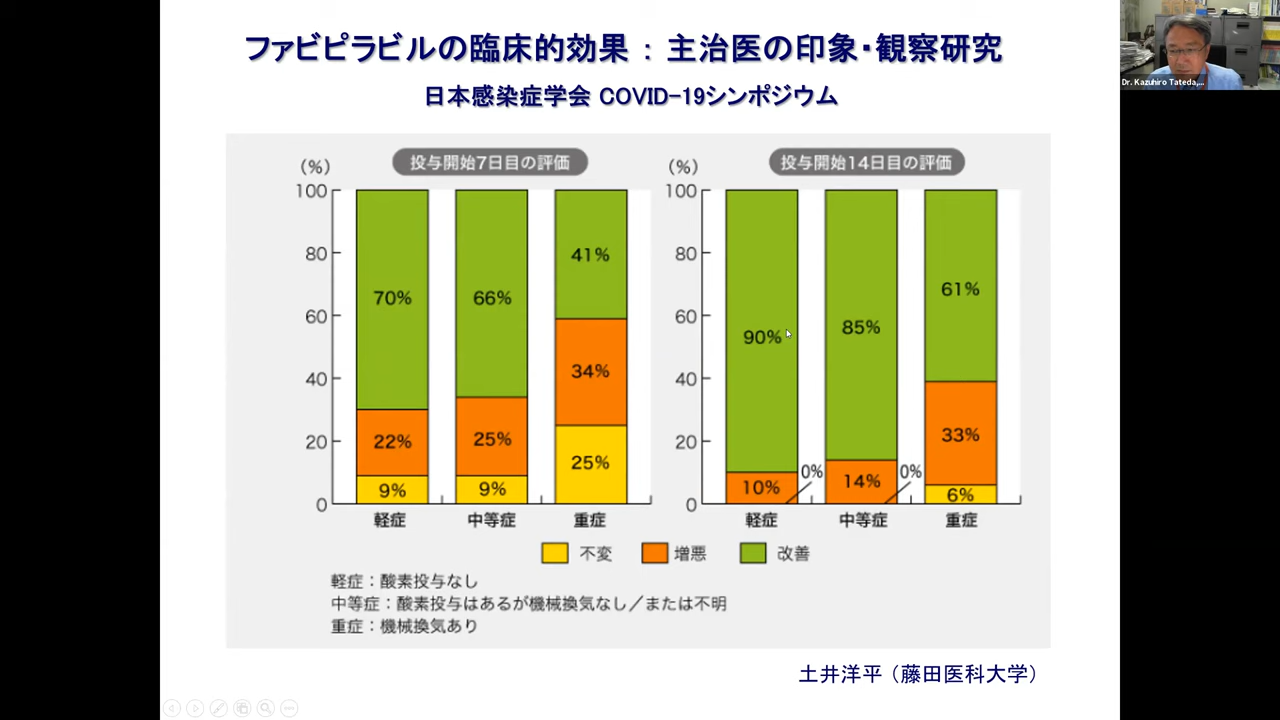 ファビピラビルの臨床的効果：主治医の印象・観察研究
日本感染症学会 COVID-19シンポジウム
Dr. Kazuhiro Tateda,...
投与開始7日目の評価
(%)
100
80
60
40
20
0
70%
22%
9%
66%
25%
9%
41%
34%
25%
軽症
中等症
重症
投与開始14日目の評価
(%)
100
80
60
40
20
0
90%
10%
0%
85%
14%
0%
61%
33%
6%
軽症
中等症
重症
不変
増悪
改善
軽症：酸素投与なし
中等症：酸素投与はあるが機械換気なし／または不明
重症：機械換気あり
土井洋平（藤田医科大学）